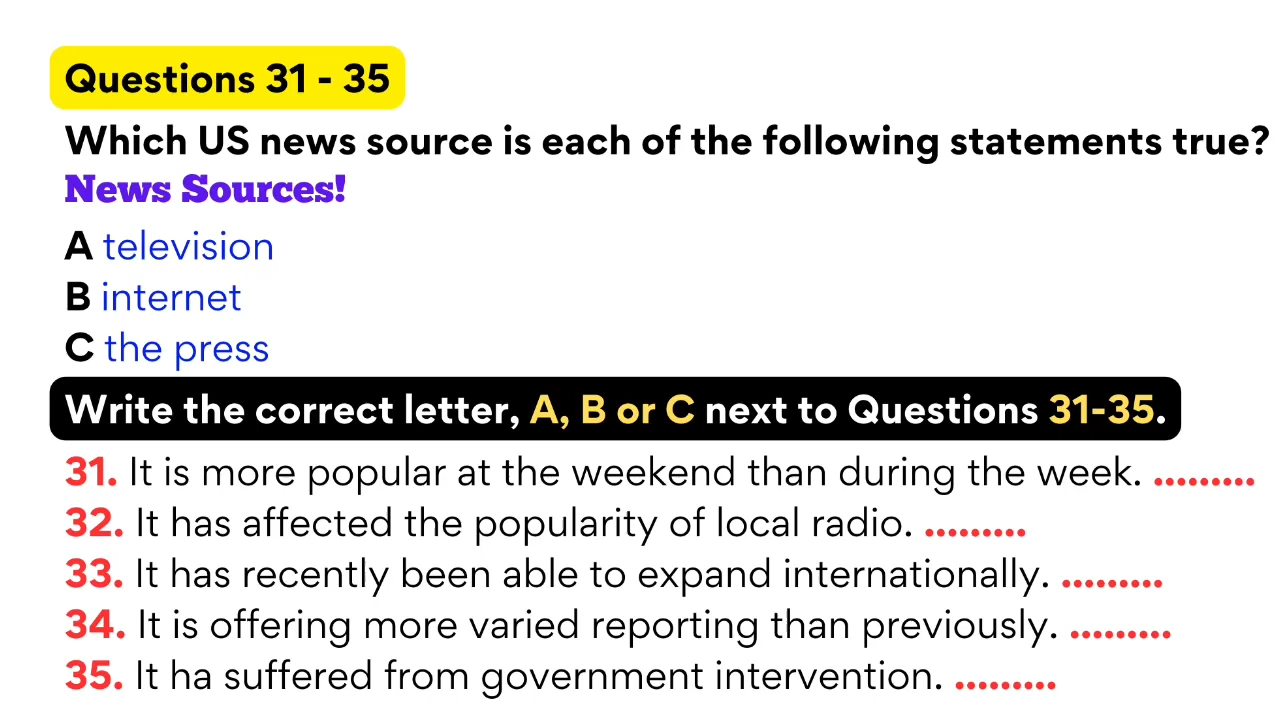 Questions 31 - 35
Which US news source is each of the following statements true?
News Sources!
A television
B internet
C the press
Write the correct letter, A, B or C next to Questions 31-35.
31. It is more popular at the weekend than during the week. .........
32. It has affected the popularity of local radio. .........
33. It has recently been able to expand internationally. .........
34. It is offering more varied reporting than previously. .........
35. It ha suffered from government intervention. .........